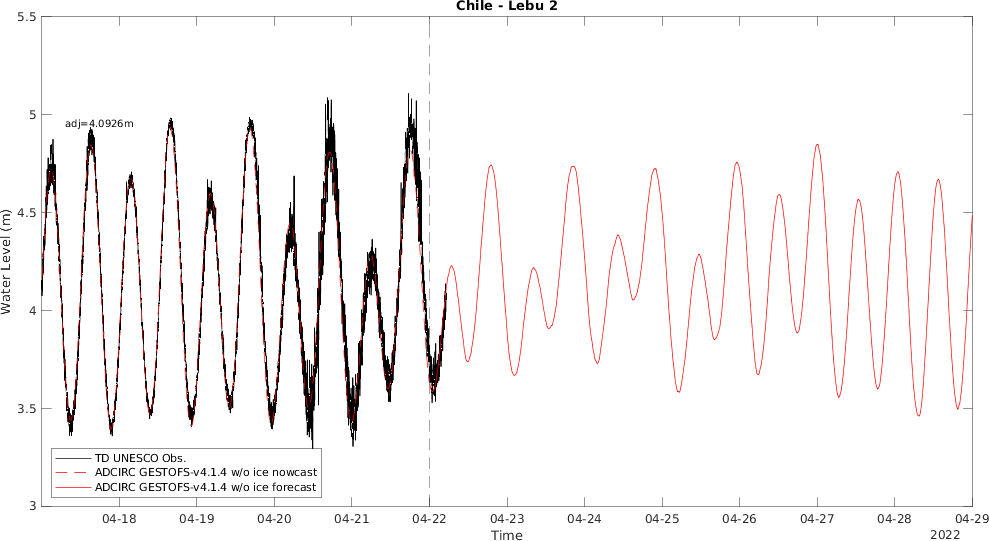 Chile - Lebu 2
5.5
5
4.5
4
3.5
3
Water Level (m)
adj=4.0926m
TD UNESCO Obs.
ADCIRC GESTOFS-v4.1.4 w/o ice nowcast
ADCIRC GESTOFS-v4.1.4 w/o ice forecast
04-18 04-19 04-20 04-21 04-22 04-23 04-24 04-25 04-26 04-27 04-28 04-29
Time
2022